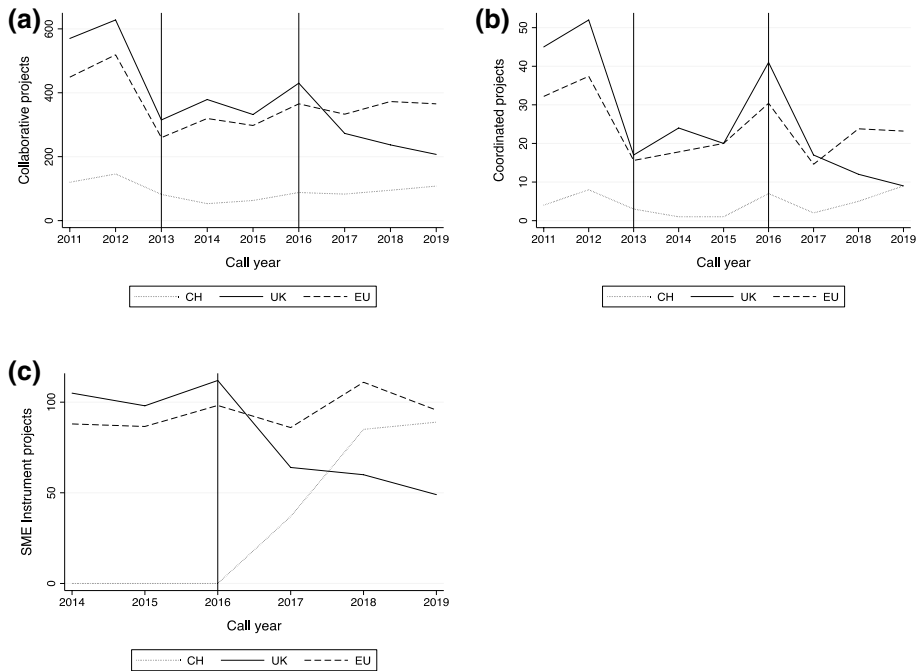 (a)
Collaborative projects
600
400
200
0
2011 2012 2013 2014 2015 2016 2017 2018 2019
Call year
CH UK EU
(b)
Coordinated projects
50
40
30
20
10
0
2011 2012 2013 2014 2015 2016 2017 2018 2019
Call year
CH UK EU
(c)
SME Instrument projects
100
50
0
2014 2015 2016 2017 2018 2019
Call year
CH UK EU